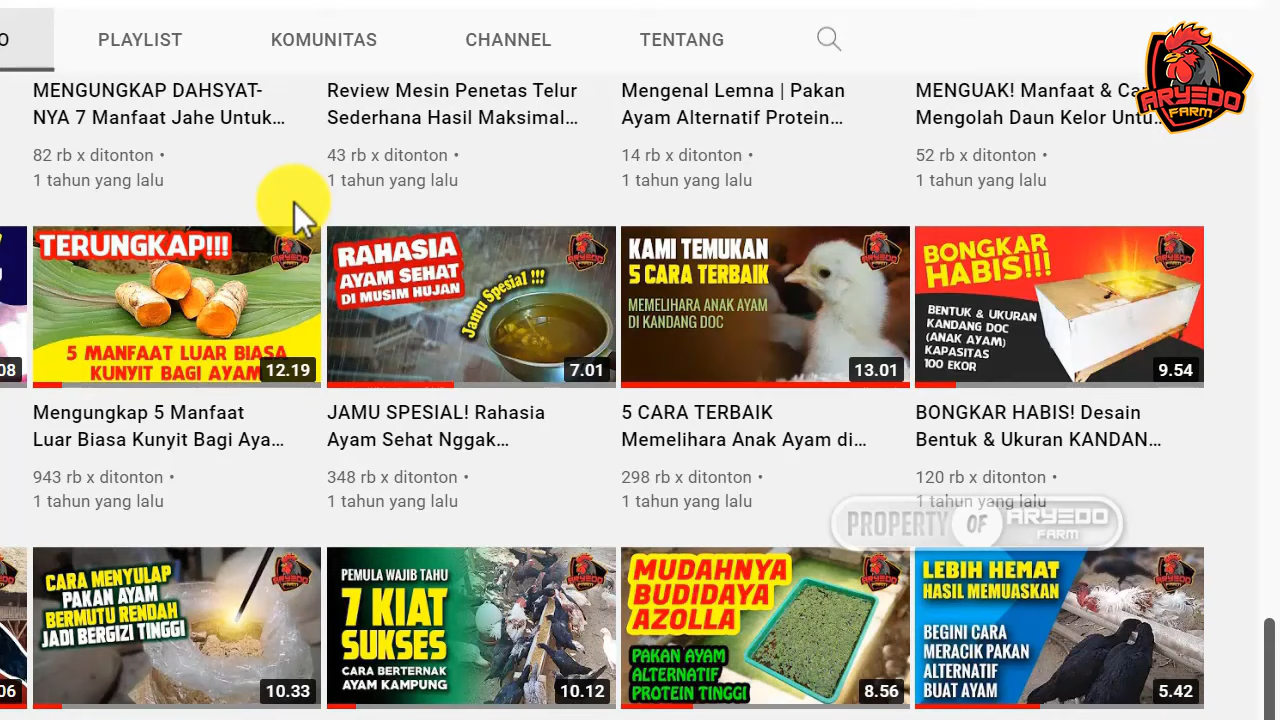 O
PLAYLIST
KOMUNITAS
CHANNEL
TENTANG
ARYEDO
FARM
MENGUNGKAP DAHSYAT-
NYA 7 Manfaat Jahe Untuk...
82 rb x ditonton •
1 tahun yang lalu
Review Mesin Penetas Telur
Sederhana Hasil Maksimal...
43 rb x ditonton •
1 tahun yang lalu
Mengenal Lemna | Pakan
Ayam Alternatif Protein...
14 rb x ditonton •
1 tahun yang lalu
MENGUAK! Manfaat &
Mengolah Daun Kelor
52 rb x ditonton •
1 tahun yang lalu
08
TERUNGKAP!!!
5 MANFAAT LUAR BIASA
KUNYIT BAGI AYAM
12.19
Mengungkap 5 Manfaat
Luar Biasa Kunyit Bagi Aya...
943 rb x ditonton •
1 tahun yang lalu
RAHASIA
AYAM SEHAT
DI MUSIM HUJAN
Jamu Spesial !!!
7.01
JAMU SPESIAL! Rahasia
Ayam Sehat Nggak...
348 rb x ditonton •
1 tahun yang lalu
KAMI TEMUKAN
5 CARA TERBAIK
MEMELIHARA ANAK AYAM
DI KANDANG DOC
13.01
5 CARA TERBAIK
Memelihara Anak Ayam di...
298 rb x ditonton •
1 tahun yang lalu
BONGKAR
HABIS!!!
BENTUK & UKURAN
KANDANG DOC
(ANAK AYAM)
KAPASITAS
100 EKOR
9.54
BONGKAR HABIS! Desain
Bentuk & Ukuran KANDAN...
120 rb x ditonton •
1 tahun yang lalu
PROPERTY OF ARYEDO
FARM
06
CARA MENYULAP
PAKAN AYAM
BERMUTU RENDAH
JADI BERGIZI TINGGI
10.33
PEMULA WAJIB TAHU
7 KIAT
SUKSES
CARA BERTERNAK
AYAM KAMPUNG
10.12
MUDAHNYA
BUDIDAYA
AZOLLA
PAKAN AYAM
ALTERNATIF
PROTEIN TINGGI
8.56
LEBIH HEMAT
HASIL MEMUASKAN
BEGINI CARA
MERACIK PAKAN
ALTERNATIF
BUAT AYAM
5.42